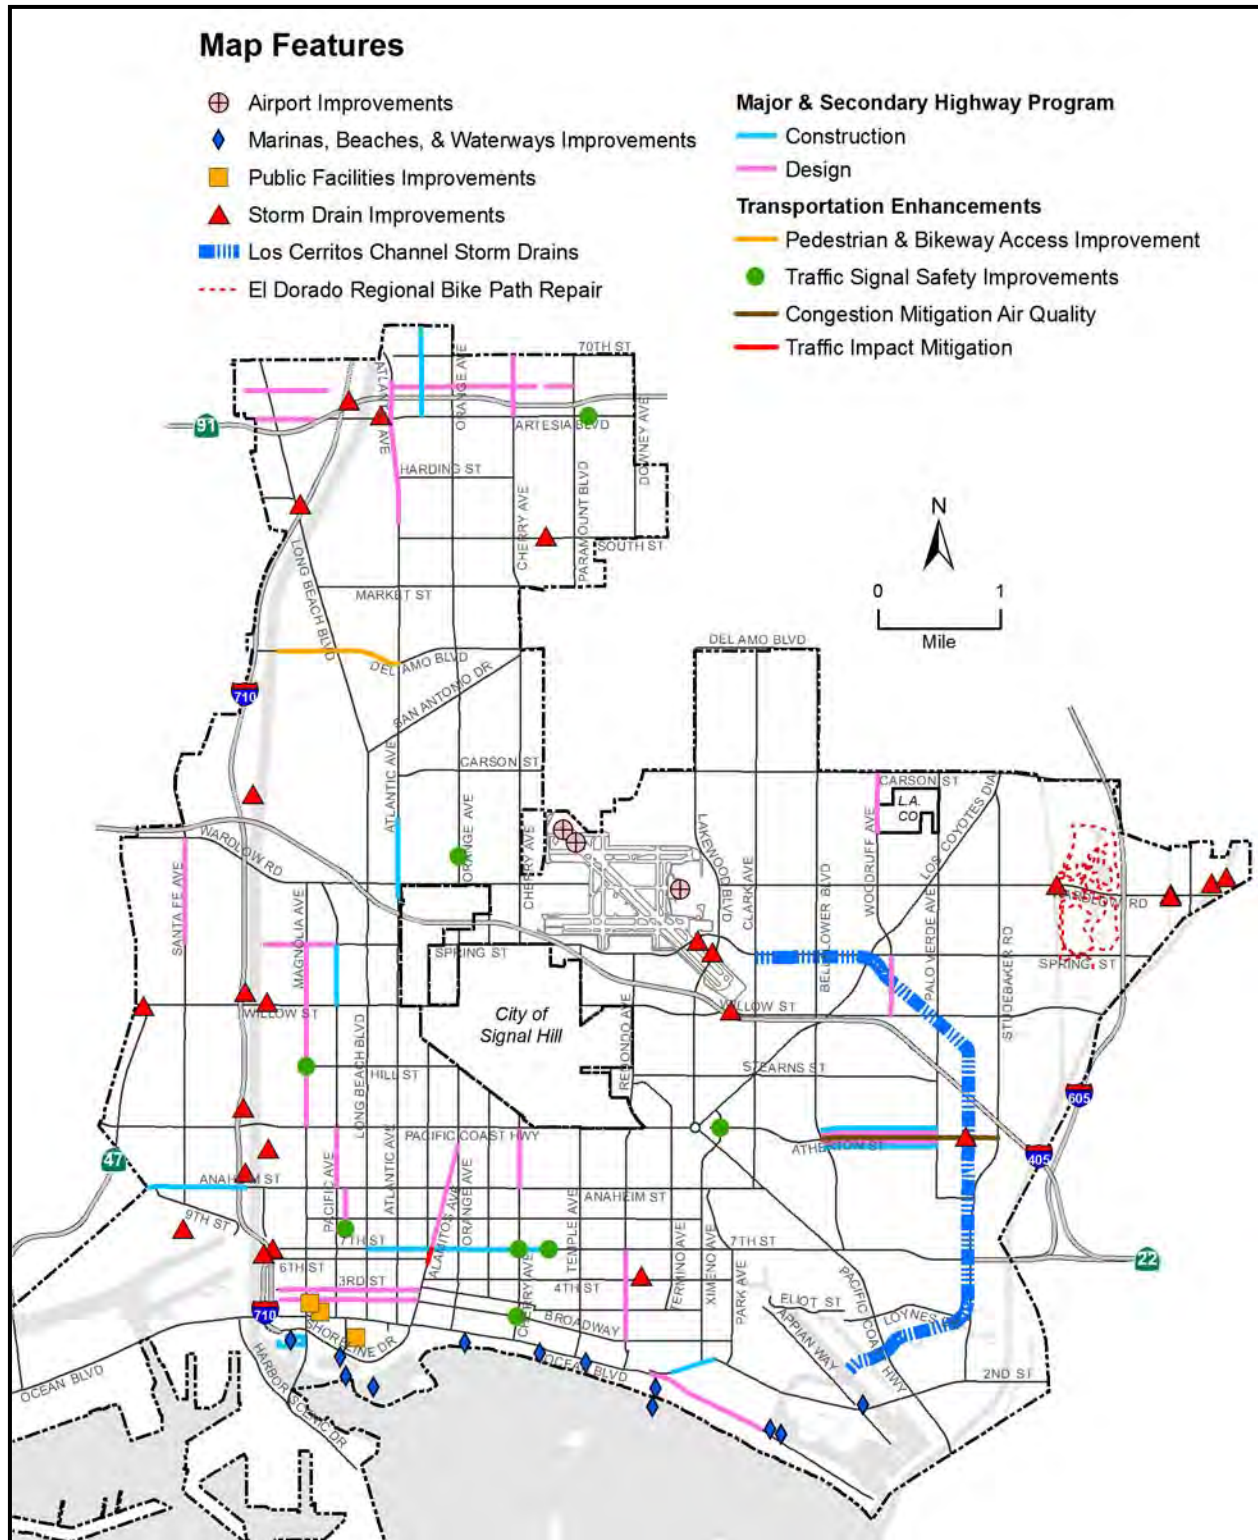 Map Features
Airport Improvements
Marinas, Beaches, & Waterways Improvements
Public Facilities Improvements
Storm Drain Improvements
Los Cerritos Channel Storm Drains
El Dorado Regional Bike Path Repair
Major & Secondary Highway Program
Construction
Design
Transportation Enhancements
Pedestrian & Bikeway Access Improvement
Traffic Signal Safety Improvements
Congestion Mitigation Air Quality
Traffic Impact Mitigation
70TH ST
ORANGE AVE
91
ARTESIA BLVD
DOWNEY AVE
HARDING ST
CHERRY AVE
PARAMOUNT BLVD
SOUTH ST
N
0 1
Mile
LONG BEACH BLVD
MARKET ST
DEL AMO BLVD
DEL AMO BLVD
SAN ANTONIO DR
710
CARSON ST
ATLANTIC AVE
CARSON ST
L.A.
CO
LOS COYOTES DIA
WARDLOW RD
ORANGE AVE
CHERRY AVE
LAKEWOOD BLVD
CLARK AVE
BELLFLOWER BLVD
WOODRUFF AVE
PALO VERDE AVE
STUDEBAKER RD
SANTA FE AVE
MAGNOLIA AVE
SPRING ST
SPRING ST
WILLOW ST
City of
Signal Hill
WILLOW ST
REDONDO AVE
LONG BEACH BLVD
HILL ST
STEARNS ST
605
PACIFIC COAST HWY
ATHERTON ST
47
405
ANAHEIM ST
PACIFIC AVE
ATLANTIC AVE
ALAMITOS AVE
ORANGE AVE
ANAHEIM ST
TEMPLE AVE
TERMINO AVE
XIMENO AVE
PARK AVE
9TH ST
7TH ST
7TH ST
22
6TH ST
3RD ST
4TH ST
CHERRY AVE
BROADWAY
ELIOT ST
APPIAN WAY
710
SHORELINE DR
OCEAN BLVD
OCEAN BLVD
HARBOR SCENIC DR
2ND ST